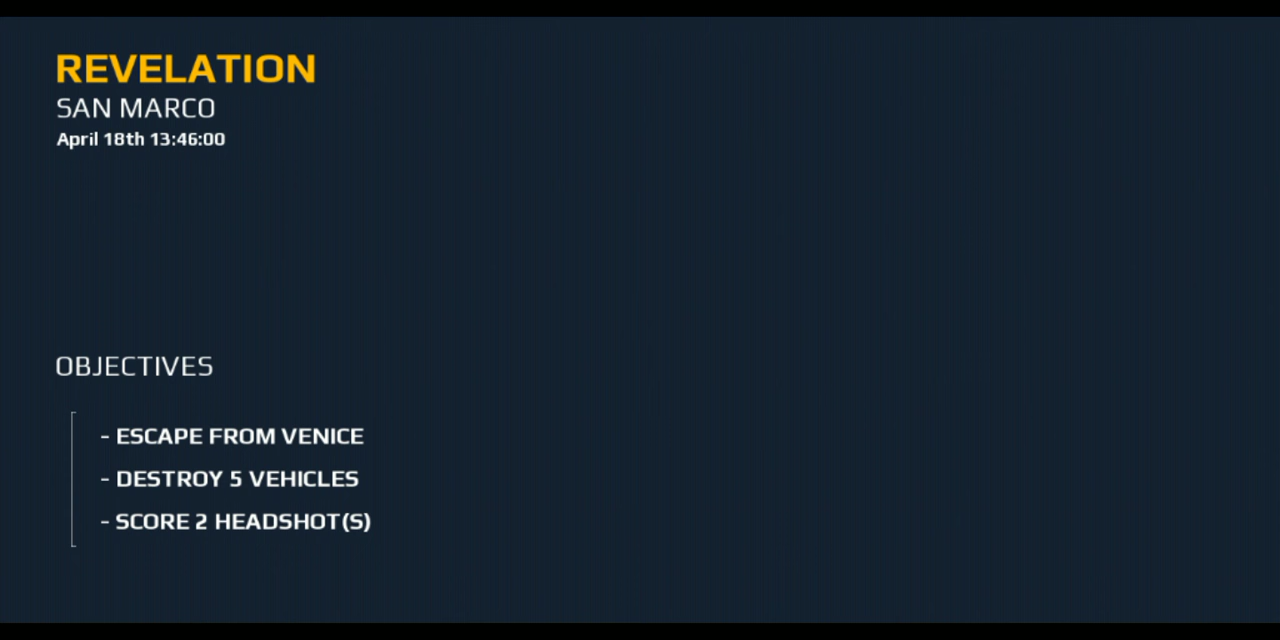 REVELATION
SAN MARCO
April 18th 13:46:00
OBJECTIVES
- ESCAPE FROM VENICE
- DESTROY 5 VEHICLES
- SCORE 2 HEADSHOT(S)